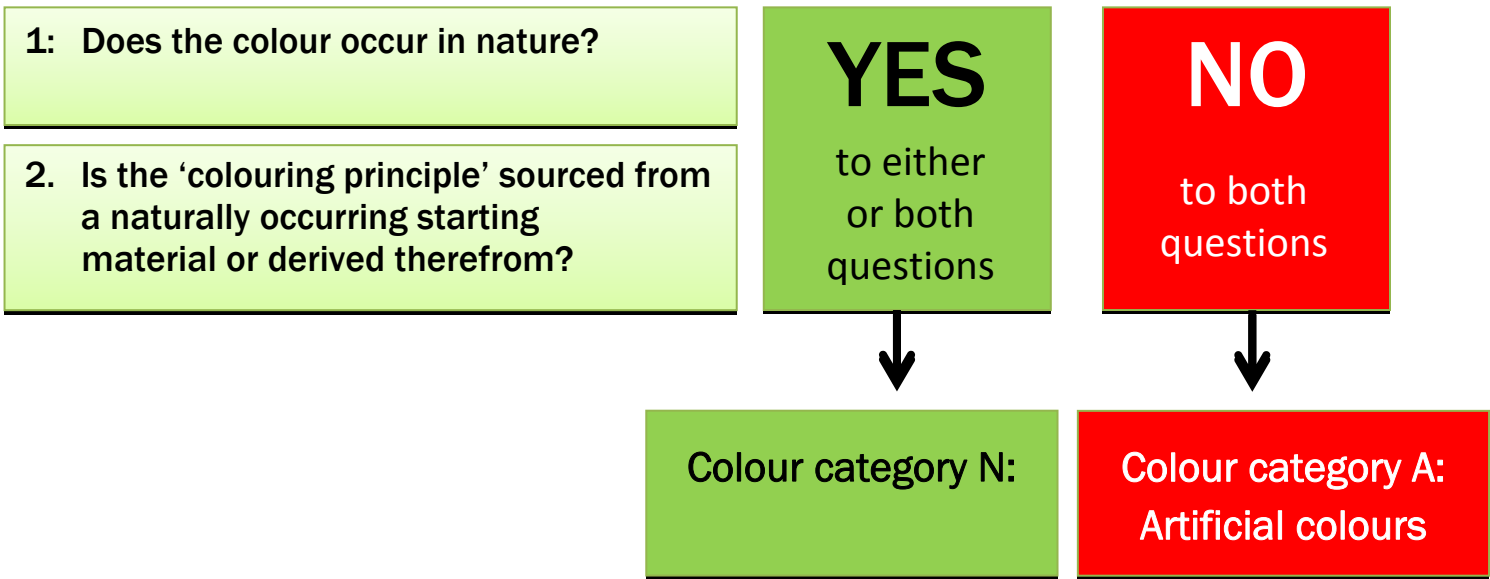 1: Does the colour occur in nature?
2. Is the ‘colouring principle’ sourced from
a naturally occurring starting
material or derived therefrom?
YES
to either
or both
questions
NO
to both
questions
Colour category N:
Colour category A:
Artificial colours